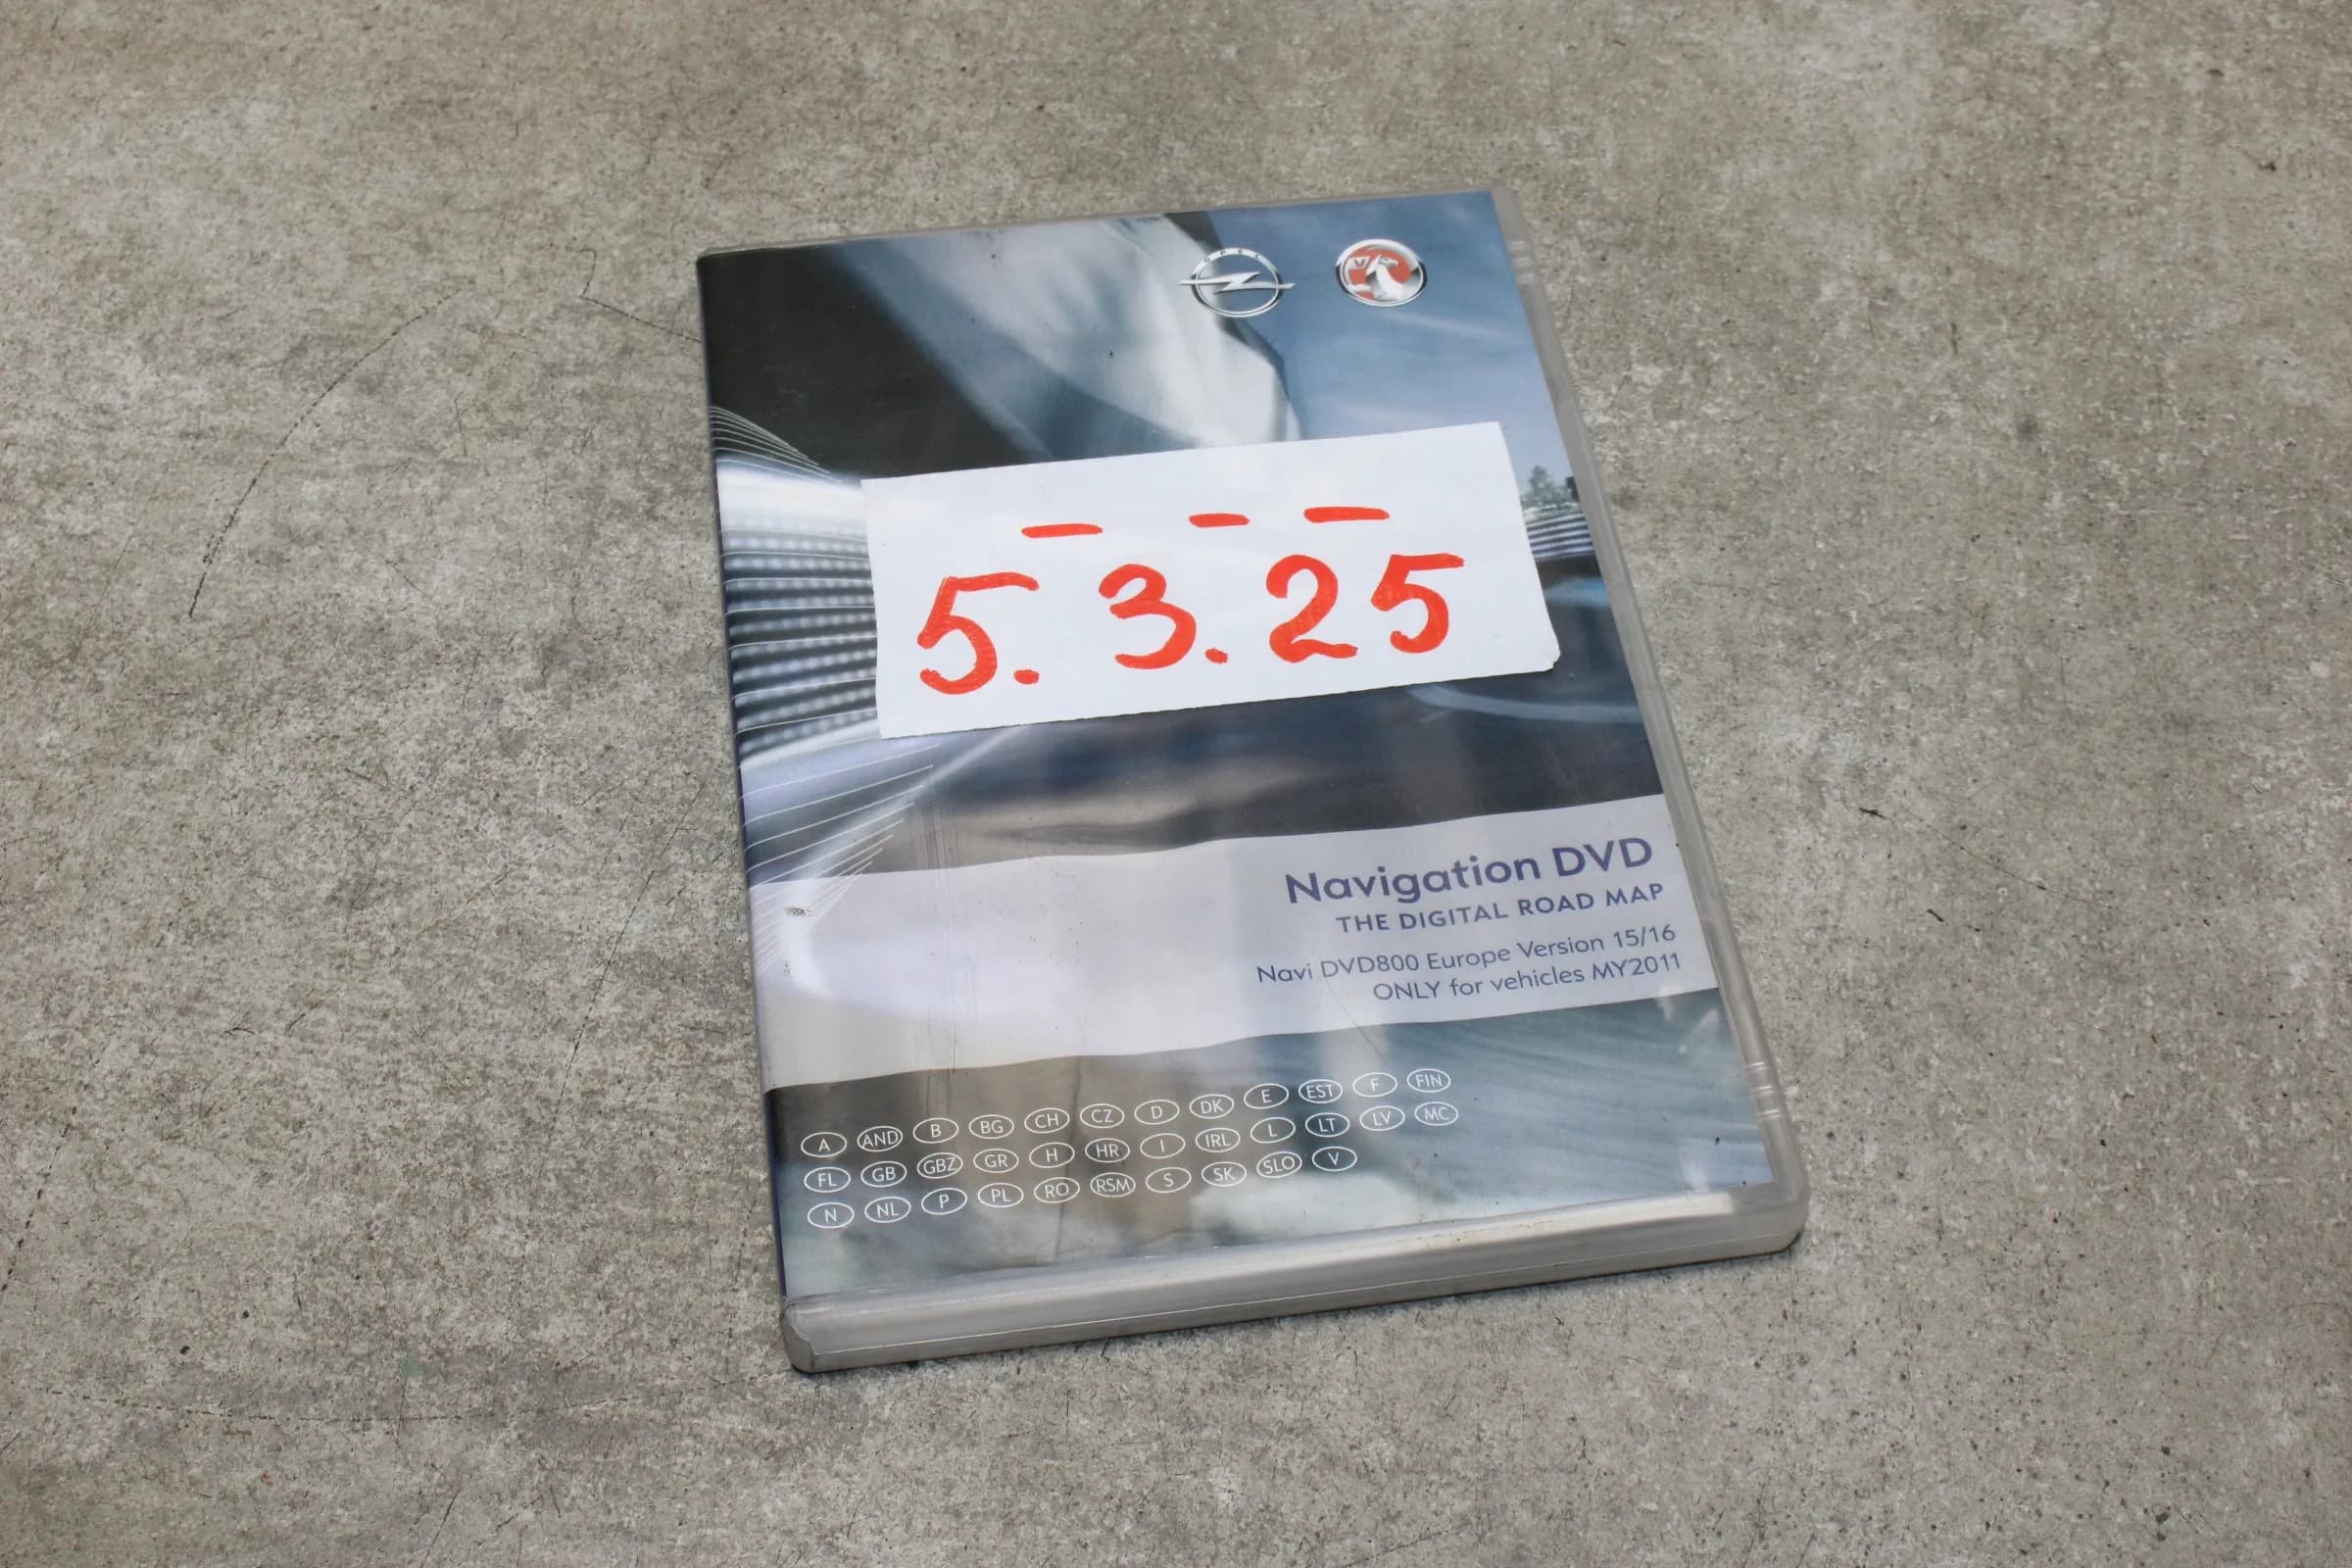 OPEL
V
— — —
5. 3. 25
Navigation DVD
THE DIGITAL ROAD MAP
Navi DVD800 Europe Version 15/16
ONLY for vehicles MY2011
A AND B BG CH CZ D DK E EST F FIN
FL GB GBZ GR H HR I IRL L LT LV MC
N NL P PL RO RSM S SK SLO V